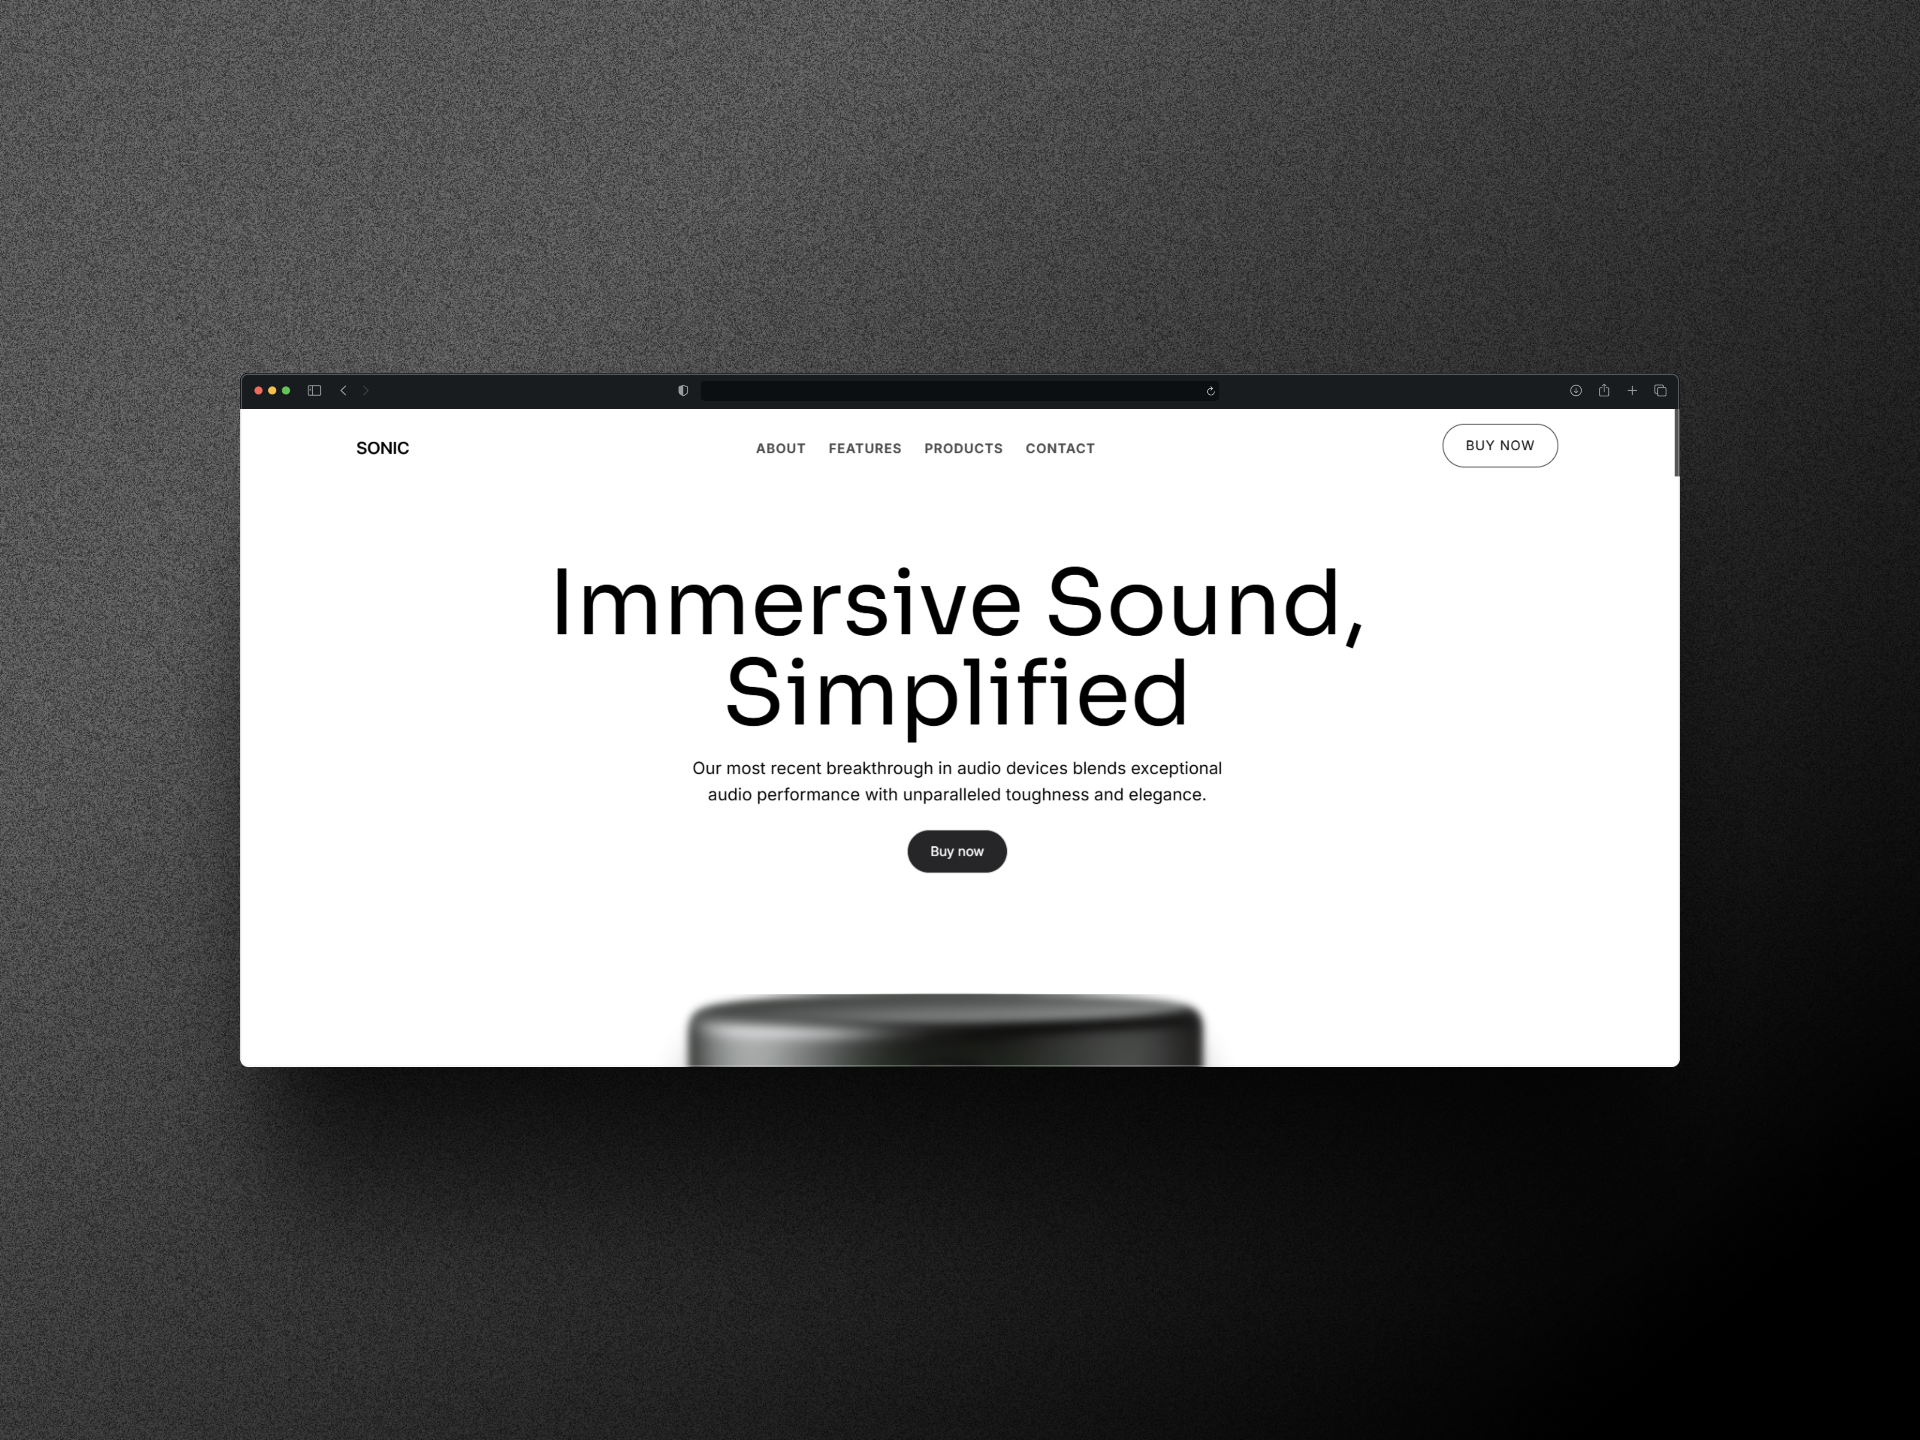 SONIC
ABOUT FEATURES PRODUCTS CONTACT
BUY NOW
Immersive Sound,
Simplified
Our most recent breakthrough in audio devices blends exceptional
audio performance with unparalleled toughness and elegance.
Buy now